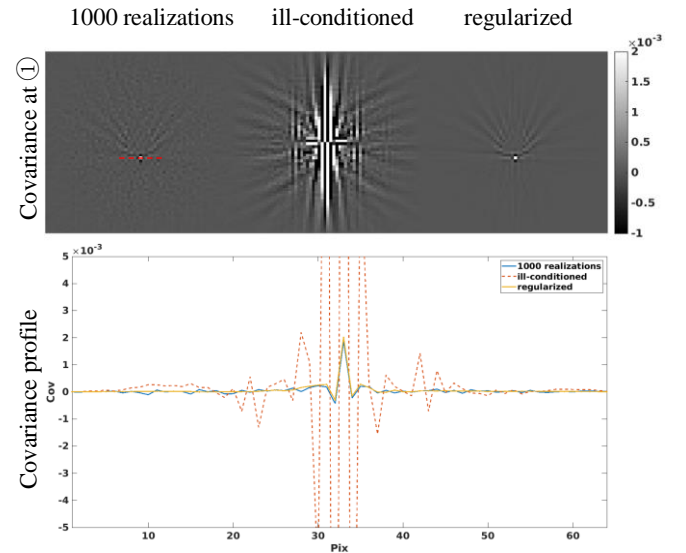 1000 realizations ill-conditioned regularized
×10^-3
2
1.5
1
0.5
0
-0.5
-1
Covariance at ①
×10^-3
5
4
3
2
1
0
-1
-2
-3
-4
-5
1000 realizations
ill-conditioned
regularized
Cov
Covariance profile
10 20 30 40 50 60
Pix